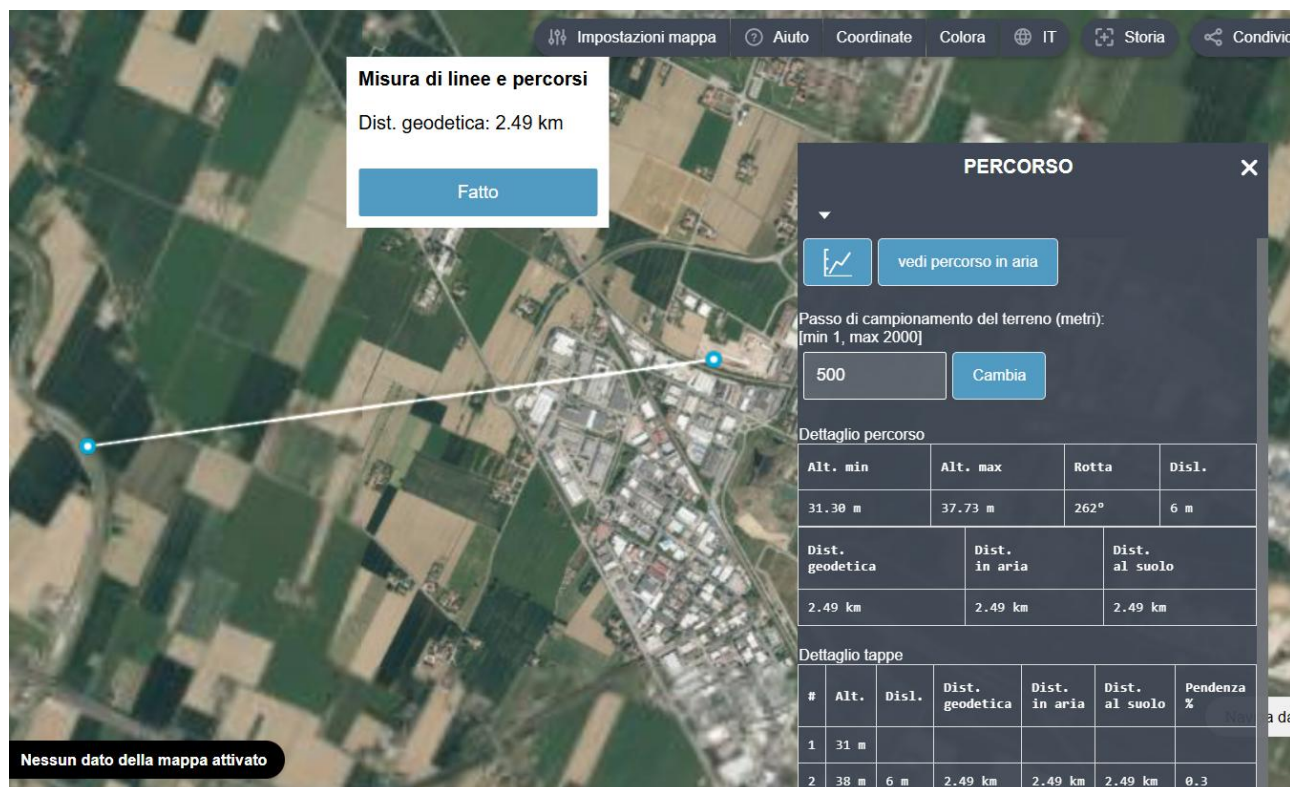 Impostazioni mappa
Aiuto
Coordinate
Colora
IT
Storia
Misura di linee e percorsi
Dist. geodetica: 2.49 km
Fatto
PERCORSO
vedi percorso in aria
Passo di campionamento del terreno (metri):
[min 1, max 2000]
500
Cambia
Dettaglio percorso
Alt. min Alt. max Rotta Disl.
31.30 m 37.73 m 262° 6 m
Dist. geodetica Dist. in aria Dist. al suolo
2.49 km 2.49 km 2.49 km
Dettaglio tappe
# Alt. Disl. Dist. geodetica Dist. in aria Dist. al suolo Pendenza %
1 31 m
2 38 m 6 m 2.49 km 2.49 km 2.49 km 0.3
Nessun dato della mappa attivato